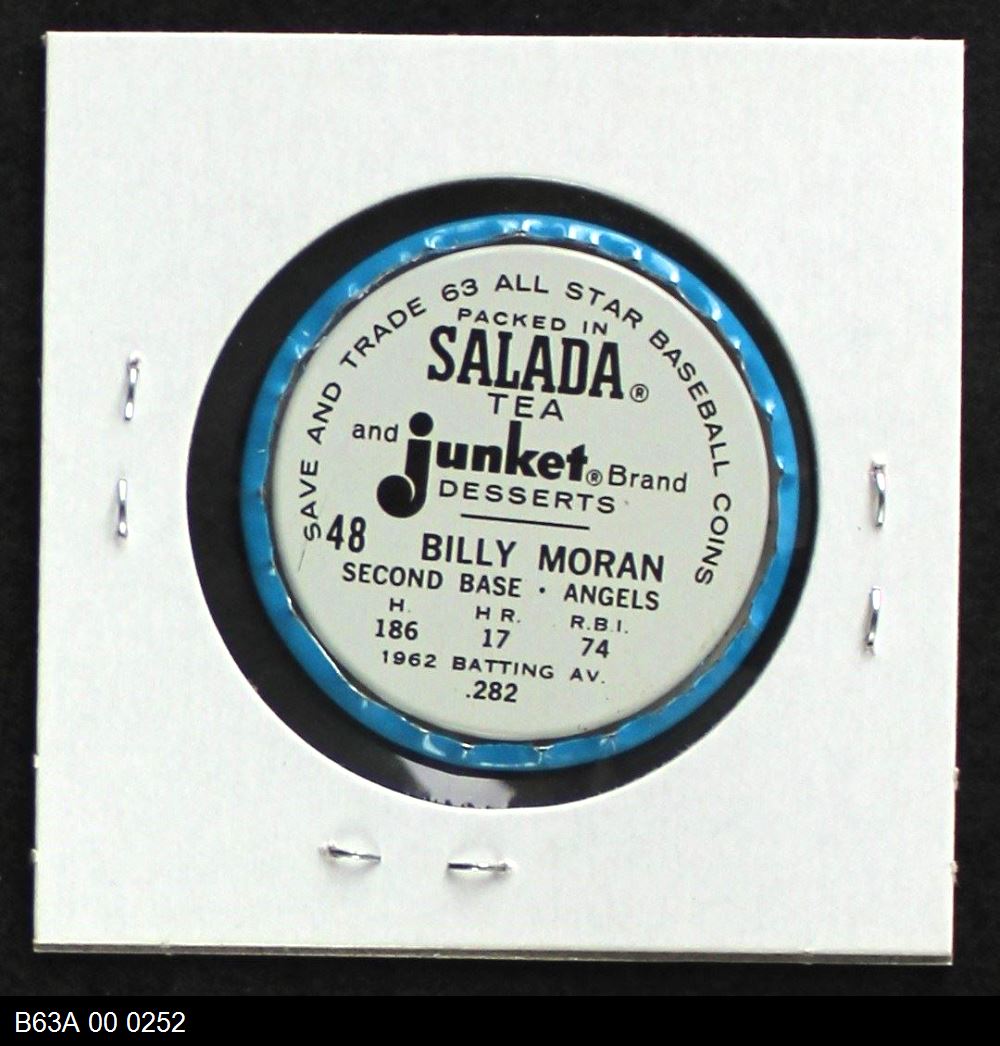 SAVE AND TRADE 63 ALL STAR BASEBALL COINS
PACKED IN
SALADA®
TEA
and junket® Brand
DESSERTS
48 BILLY MORAN
SECOND BASE · ANGELS
H. H R. R.B.I.
186 17 74
1962 BATTING AV.
.282
B63A 00 0252